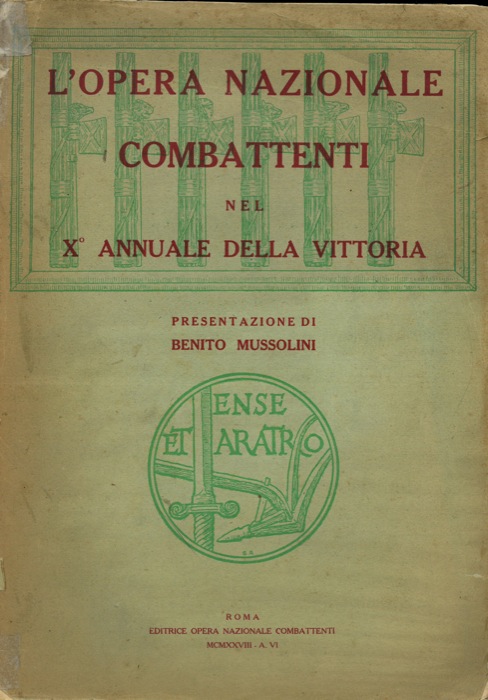 L'OPERA NAZIONALE
COMBATTENTI
NEL
X° ANNUALE DELLA VITTORIA
PRESENTAZIONE DI
BENITO MUSSOLINI
ENSE
ET ARATRO
ROMA
EDITRICE OPERA NAZIONALE COMBATTENTI
MCMXXVIII - A. VI